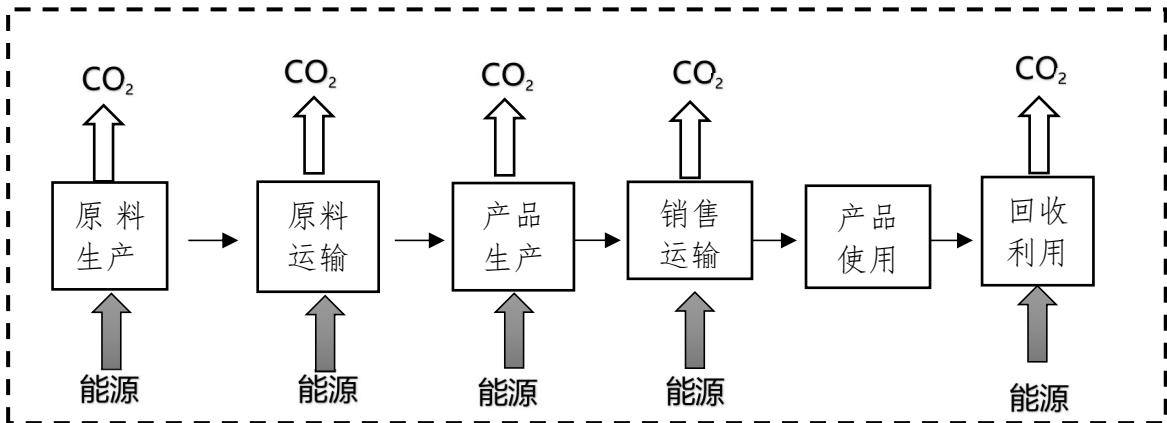 CO₂
CO₂
CO₂
CO₂
CO₂
原 料
生产
原料
运输
产品
生产
销售
运输
产品
使用
回收
利用
能源
能源
能源
能源
能源